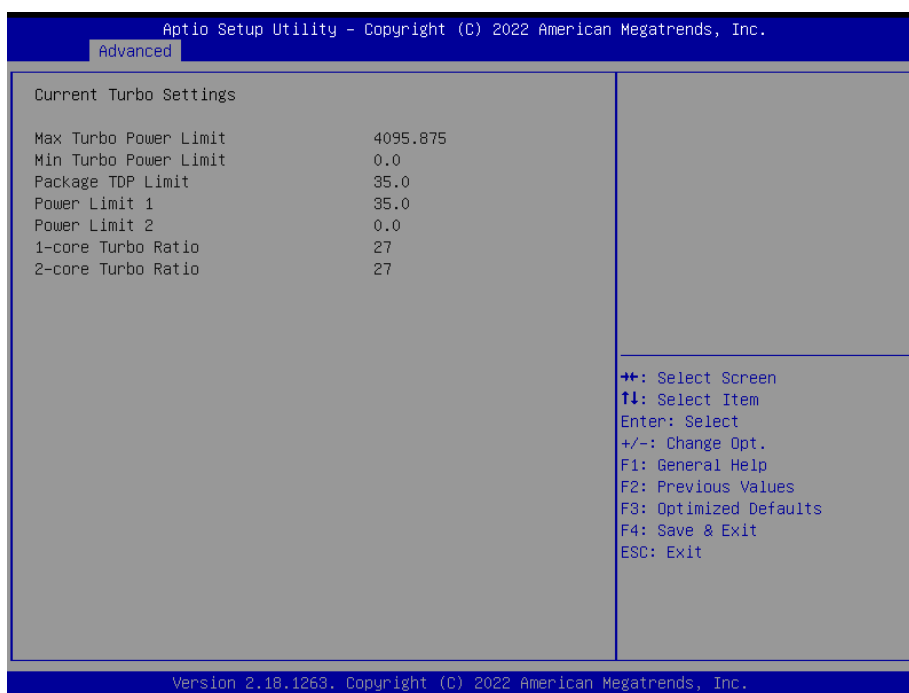 Aptio Setup Utility – Copyright (C) 2022 American Megatrends, Inc.
Advanced
Current Turbo Settings
Max Turbo Power Limit 4095.875
Min Turbo Power Limit 0.0
Package TDP Limit 35.0
Power Limit 1 35.0
Power Limit 2 0.0
1-core Turbo Ratio 27
2-core Turbo Ratio 27
→←: Select Screen
↑↓: Select Item
Enter: Select
+/-: Change Opt.
F1: General Help
F2: Previous Values
F3: Optimized Defaults
F4: Save & Exit
ESC: Exit
Version 2.18.1263. Copyright (C) 2022 American Megatrends, Inc.